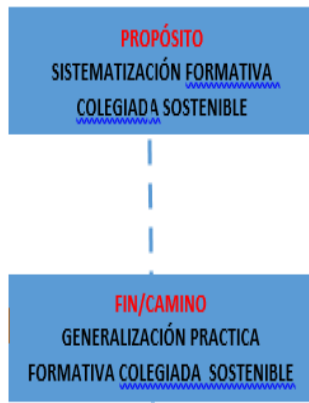 PROPÓSITO
SISTEMATIZACIÓN FORMATIVA
COLEGIADA SOSTENIBLE
FIN/CAMINO
GENERALIZACIÓN PRACTICA
FORMATIVA COLEGIADA SOSTENIBLE